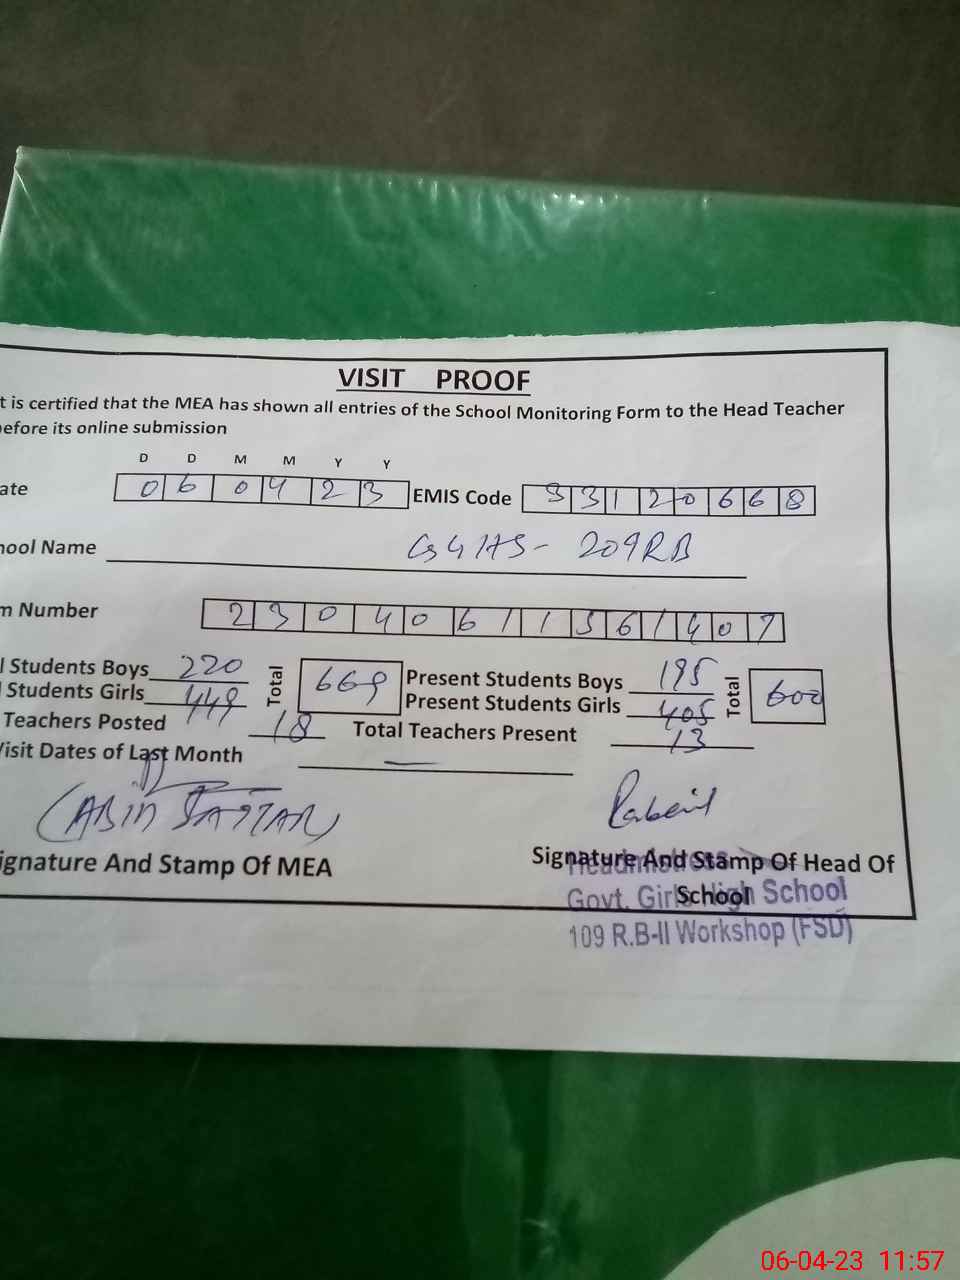 VISIT PROOF
t is certified that the MEA has shown all entries of the School Monitoring Form to the Head Teacher
before its online submission
D D M M Y Y
ate 0 6 0 4 2 3 EMIS Code 3 3 1 2 0 6 6 8
hool Name GGHS - 209RB
m Number 2 3 0 4 0 6 1 1 5 6 1 4 0 7
l Students Boys 220 Total 669 Present Students Boys 195 Total 600
Students Girls 449 Present Students Girls 405
Teachers Posted 18 Total Teachers Present 13
Visit Dates of Last Month —
(ABID SATTAR)
ignature And Stamp Of MEA
Signature And Stamp Of Head Of
School
Headmistress
Govt. Girls High School
109 R.B-II Workshop (FSD)
06-04-23 11:57